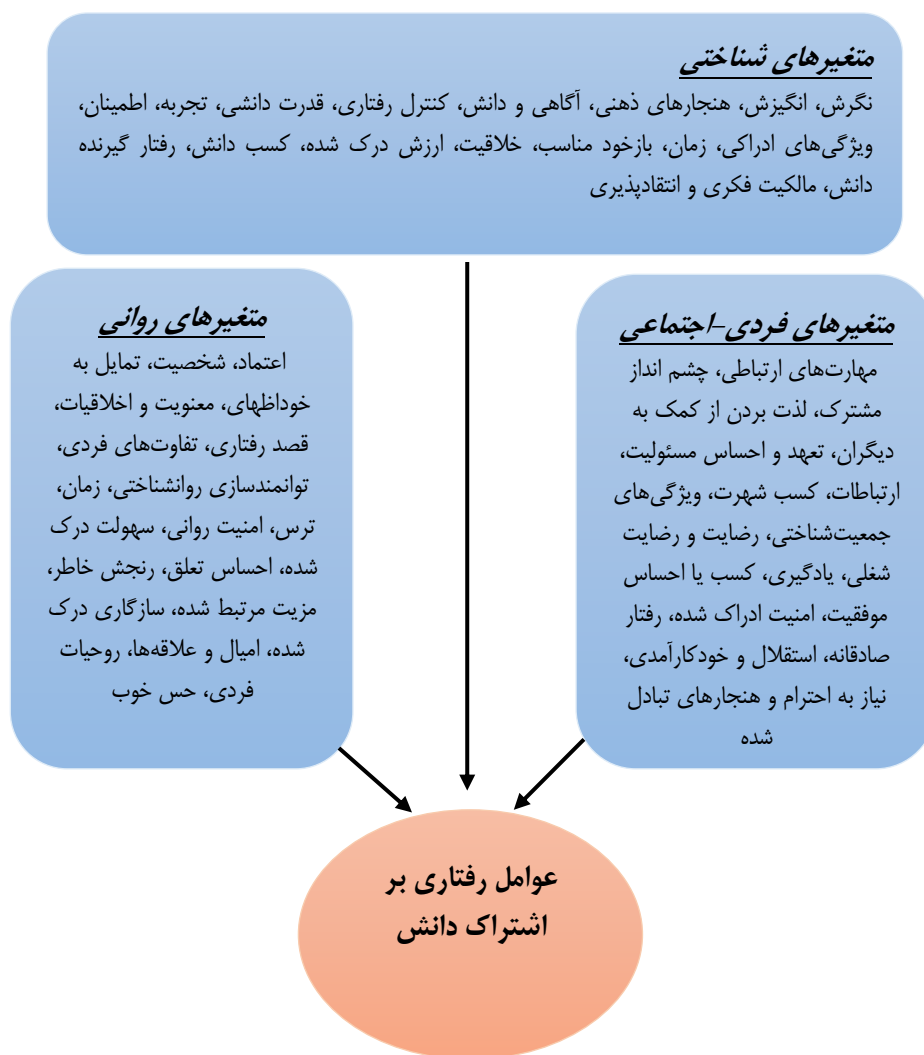 متغیرهای شناختی
نگرش، انگیزش، هنجارهای ذهنی، آگاهی و دانش، کنترل رفتاری، قدرت دانشی، تجربه، اطمینان،
ویژگی‌های ادراکی، زمان، بازخود مناسب، خلاقیت، ارزش درک شده، کسب دانش، رفتار گیرنده
دانش، مالکیت فکری و انتقادپذیری
متغیرهای فردی-اجتماعی
مهارت‌های ارتباطی، چشم انداز
مشترک، لذت بردن از کمک به
دیگران، تعهد و احساس مسئولیت،
ارتباطات، کسب شهرت، ویژگی‌های
جمعیت‌شناختی، رضایت و رضایت
شغلی، یادگیری، کسب یا احساس
موفقیت، امنیت ادراک شده، رفتار
صادقانه، استقلال و خودکارآمدی،
نیاز به احترام و هنجارهای تبادل
شده
متغیرهای روانی
اعتماد، شخصیت، تمایل به
خوداظهای، معنویت و اخلاقیات،
قصد رفتاری، تفاوت‌های فردی،
توانمندسازی روانشناختی، زمان،
ترس، امنیت روانی، سهولت درک
شده، احساس تعلق، رنجش خاطر،
مزیت مرتبط شده، سازگاری درک
شده، امیال و علاقه‌ها، روحیات
فردی، حس خوب
عوامل رفتاری بر
اشتراک دانش